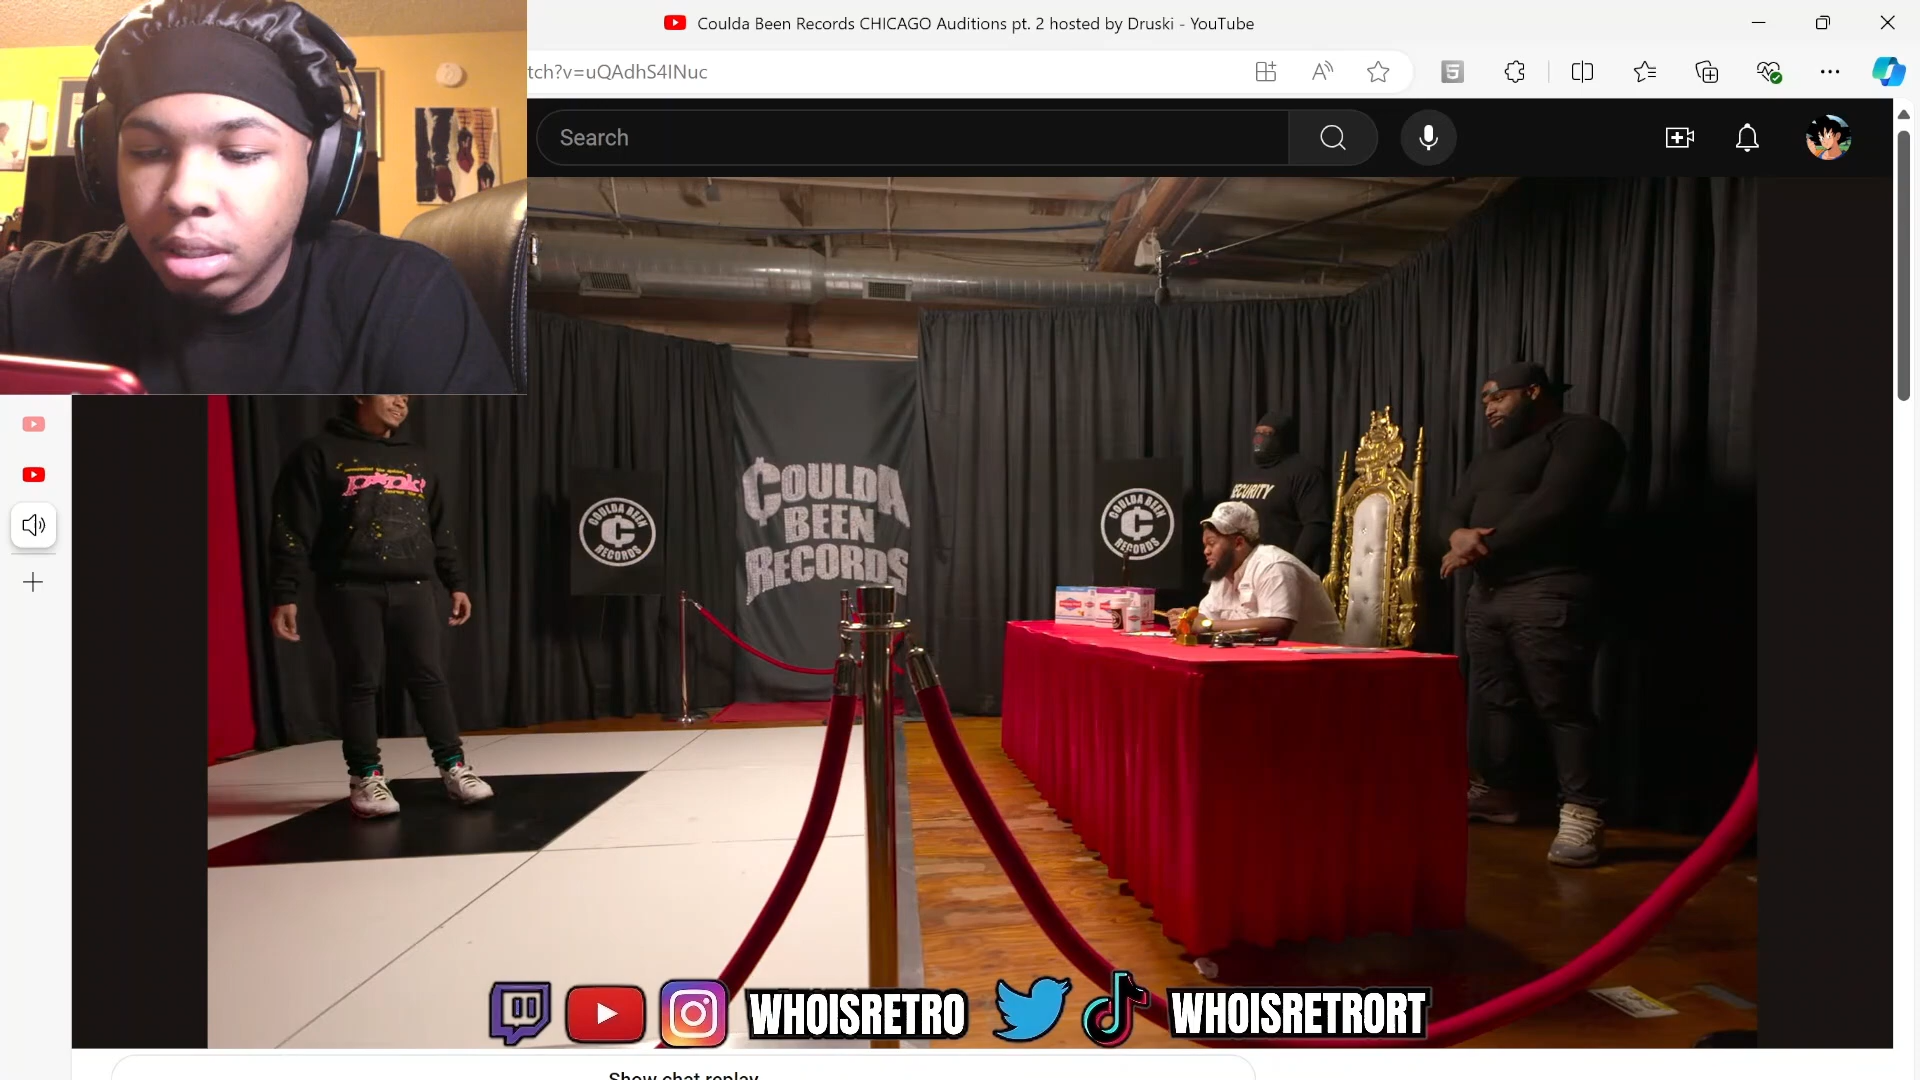 Coulda Been Records CHICAGO Auditions pt. 2 hosted by Druski - YouTube
tch?v=uQAdhS4INuc
Search
COULDA
BEEN
RECORDS
COULDA BEEN
RECORDS
COULDA BEEN
RECORDS
SECURITY
WHOISRETRO
WHOISRETRORT
Show chat replay